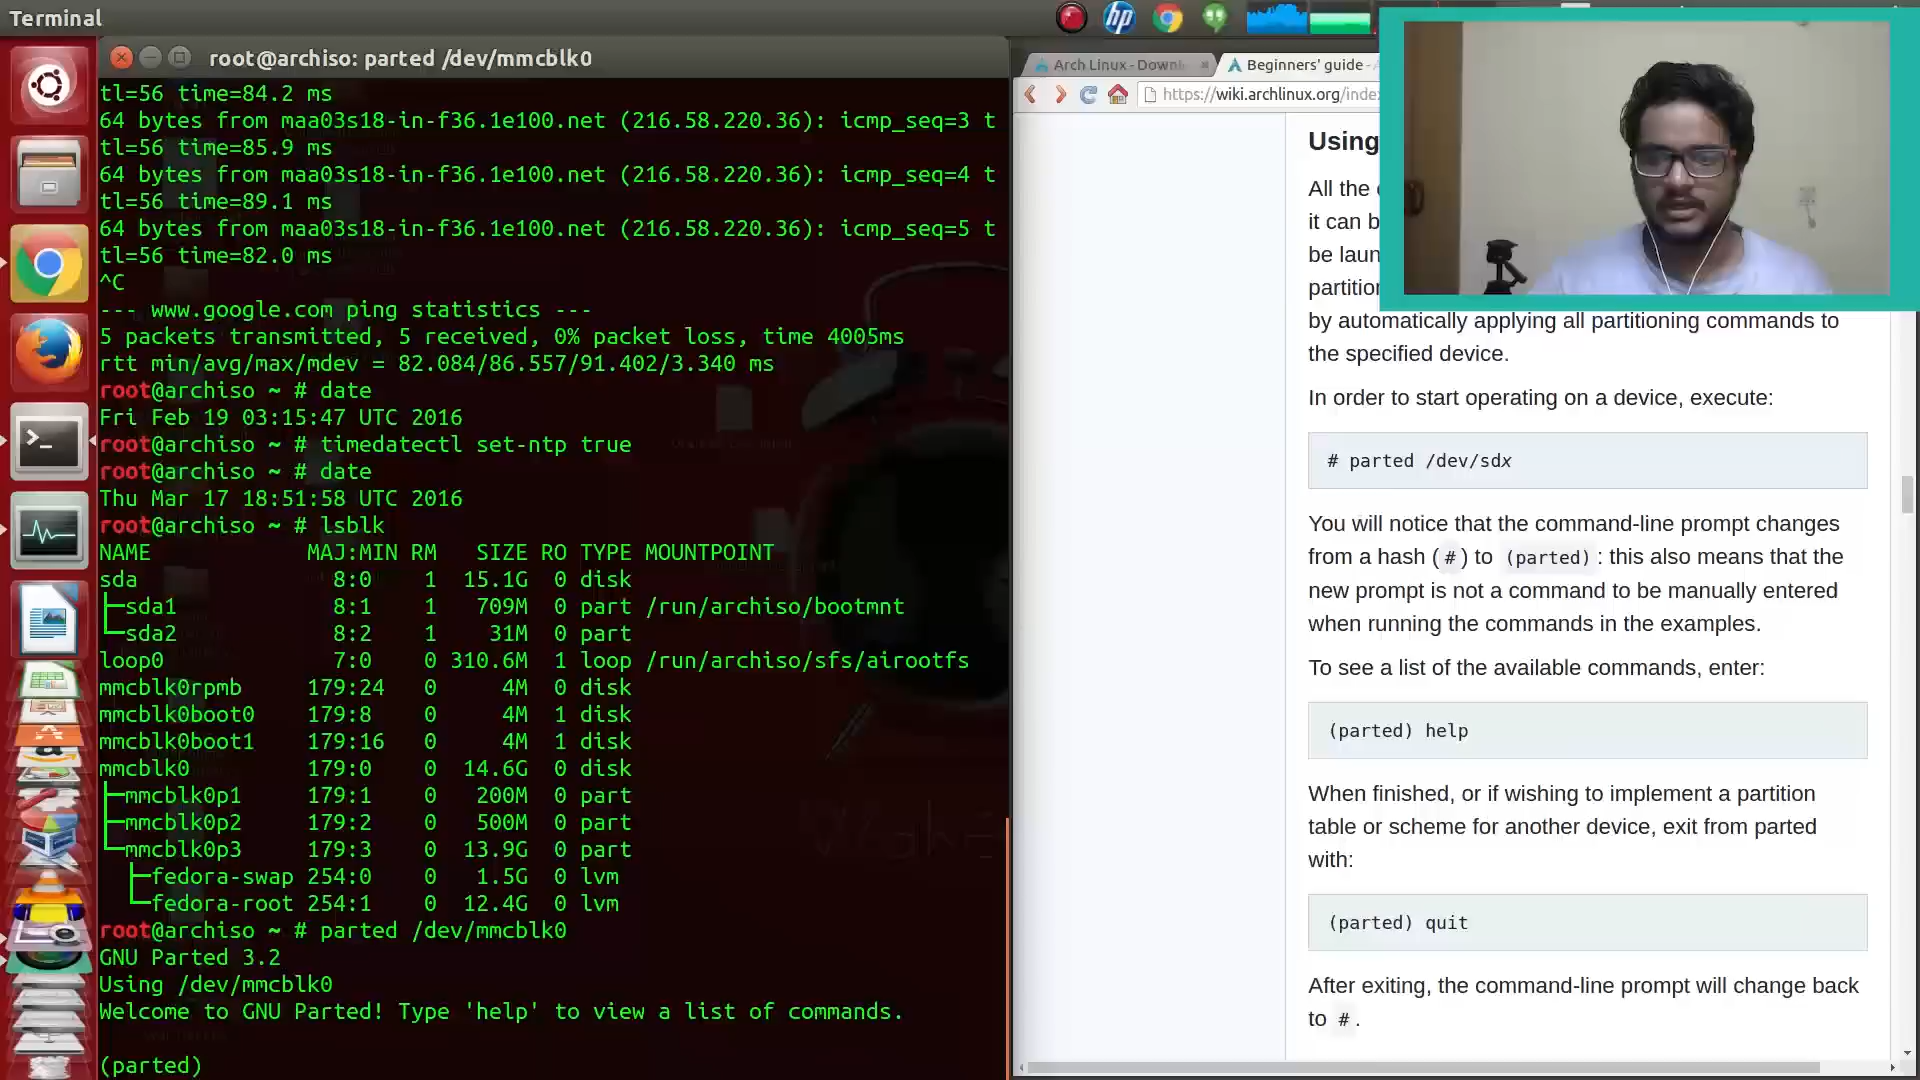 Terminal
root@archiso: parted /dev/mmcblk0
tl=56 time=84.2 ms
64 bytes from maa03s18-in-f36.1e100.net (216.58.220.36): icmp_seq=3 t
tl=56 time=85.9 ms
64 bytes from maa03s18-in-f36.1e100.net (216.58.220.36): icmp_seq=4 t
tl=56 time=89.1 ms
64 bytes from maa03s18-in-f36.1e100.net (216.58.220.36): icmp_seq=5 t
tl=56 time=82.0 ms
^C
--- www.google.com ping statistics ---
5 packets transmitted, 5 received, 0% packet loss, time 4005ms
rtt min/avg/max/mdev = 82.084/86.557/91.402/3.340 ms
root@archiso ~ # date
Fri Feb 19 03:15:47 UTC 2016
root@archiso ~ # timedatectl set-ntp true
root@archiso ~ # date
Thu Mar 17 18:51:58 UTC 2016
root@archiso ~ # lsblk
NAME MAJ:MIN RM SIZE RO TYPE MOUNTPOINT
sda 8:0 1 15.1G 0 disk
├─sda1 8:1 1 709M 0 part /run/archiso/bootmnt
└─sda2 8:2 1 31M 0 part
loop0 7:0 0 310.6M 1 loop /run/archiso/sfs/airootfs
mmcblk0rpmb 179:24 0 4M 0 disk
mmcblk0boot0 179:8 0 4M 1 disk
mmcblk0boot1 179:16 0 4M 1 disk
mmcblk0 179:0 0 14.6G 0 disk
├─mmcblk0p1 179:1 0 200M 0 part
├─mmcblk0p2 179:2 0 500M 0 part
└─mmcblk0p3 179:3 0 13.9G 0 part
├─fedora-swap 254:0 0 1.5G 0 lvm
└─fedora-root 254:1 0 12.4G 0 lvm
root@archiso ~ # parted /dev/mmcblk0
GNU Parted 3.2
Using /dev/mmcblk0
Welcome to GNU Parted! Type 'help' to view a list of commands.
(parted)
hp
Arch Linux - Downl
Beginners' guide -
https://wiki.archlinux.org/inde
Using
All the
it can b
be laun
partition
by automatically applying all partitioning commands to
the specified device.
In order to start operating on a device, execute:
# parted /dev/sdx
You will notice that the command-line prompt changes
from a hash (#) to (parted): this also means that the
new prompt is not a command to be manually entered
when running the commands in the examples.
To see a list of the available commands, enter:
(parted) help
When finished, or if wishing to implement a partition
table or scheme for another device, exit from parted
with:
(parted) quit
After exiting, the command-line prompt will change back
to #.